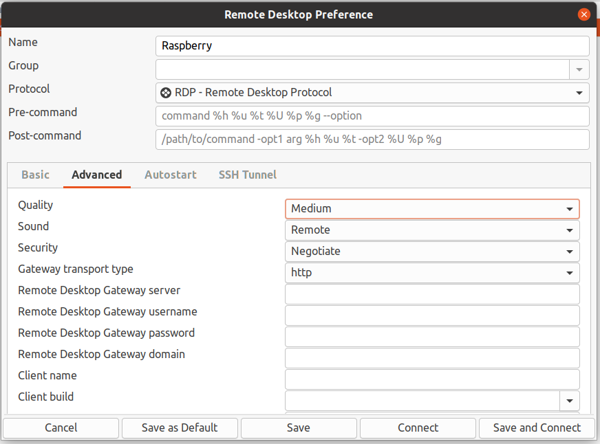 Remote Desktop Preference
Name Raspberry
Group
Protocol RDP - Remote Desktop Protocol
Pre-command command %h %u %t %U %p %g --option
Post-command /path/to/command -opt1 arg %h %u %t -opt2 %U %p %g
Basic Advanced Autostart SSH Tunnel
Quality Medium
Sound Remote
Security Negotiate
Gateway transport type http
Remote Desktop Gateway server
Remote Desktop Gateway username
Remote Desktop Gateway password
Remote Desktop Gateway domain
Client name
Client build
Cancel Save as Default Save Connect Save and Connect